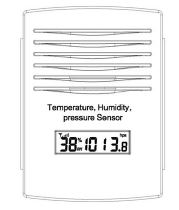 Temperature, Humidity,
pressure Sensor
hpa
38% 1013.8